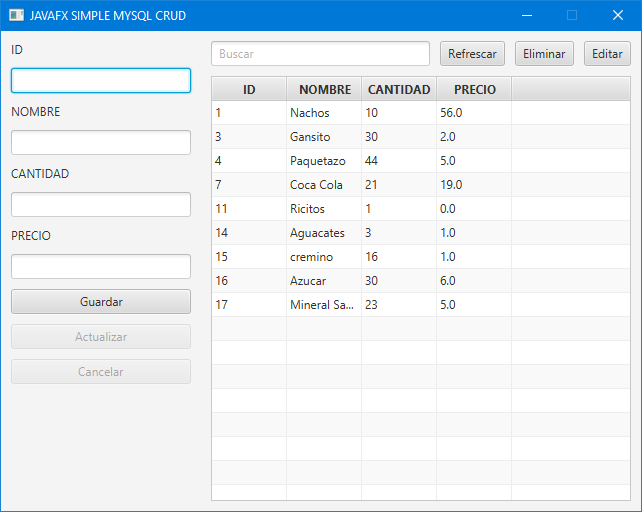 JAVAFX SIMPLE MYSQL CRUD
ID
NOMBRE
CANTIDAD
PRECIO
Guardar
Actualizar
Cancelar
Buscar Refrescar Eliminar Editar
ID NOMBRE CANTIDAD PRECIO
1 Nachos 10 56.0
3 Gansito 30 2.0
4 Paquetazo 44 5.0
7 Coca Cola 21 19.0
11 Ricitos 1 0.0
14 Aguacates 3 1.0
15 cremino 16 1.0
16 Azucar 30 6.0
17 Mineral Sa... 23 5.0